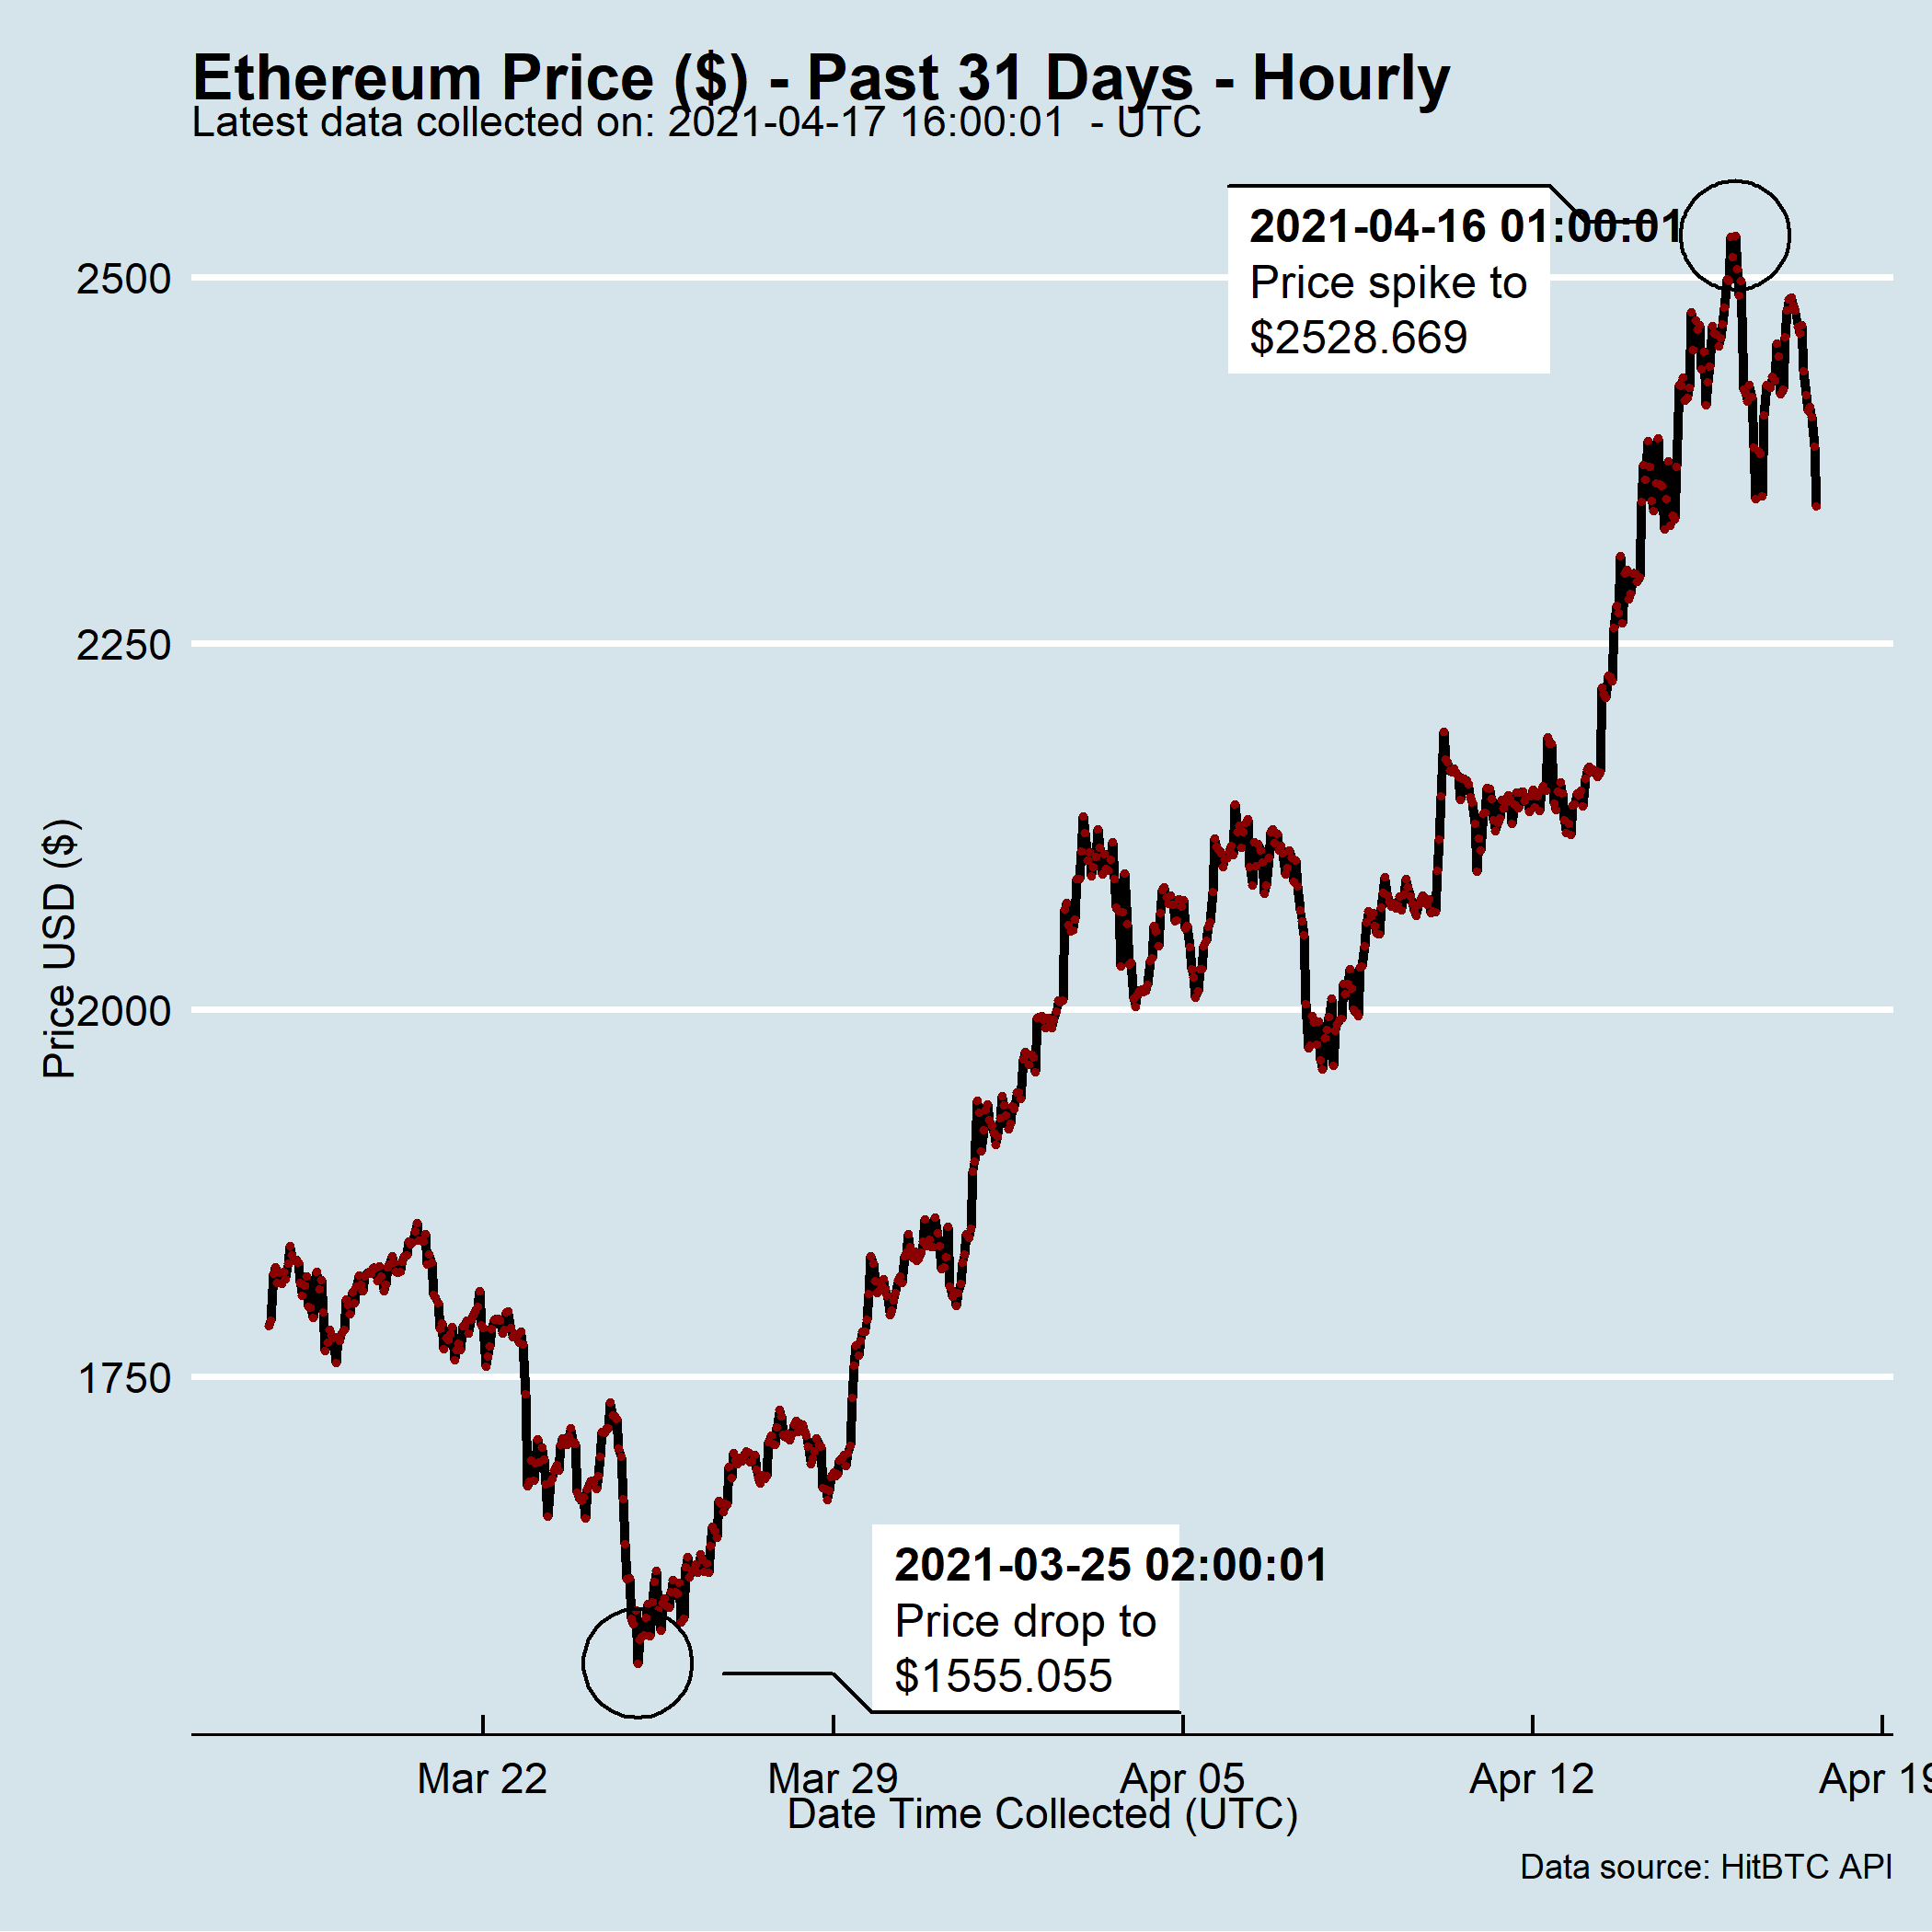 Ethereum Price ($) - Past 31 Days - Hourly
Latest data collected on: 2021-04-17 16:00:01  - UTC
2021-04-16 01:00:01
Price spike to
$2528.669
2500
2250
2000
1750
Price USD ($)
2021-03-25 02:00:01
Price drop to
$1555.055
Mar 22
Mar 29
Apr 05
Apr 12
Apr 19
Date Time Collected (UTC)
Data source: HitBTC API